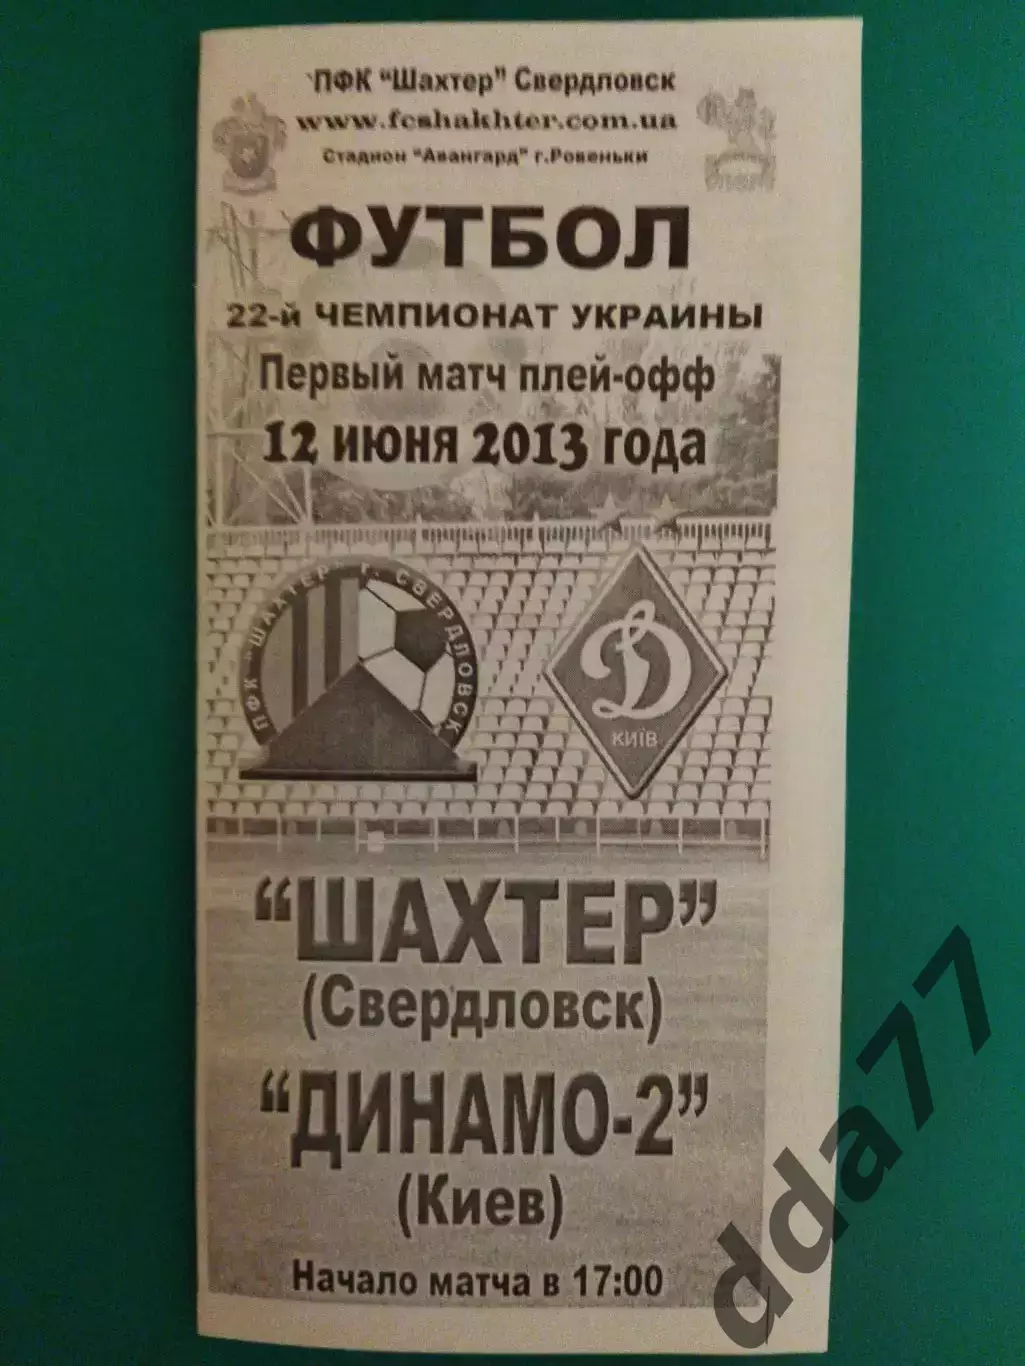 ПФК "Шахтер" Свердловск
www.fcshakhter.com.ua
Стадион "Авангард" г.Ровеньки
ФУТБОЛ
22-й ЧЕМПИОНАТ УКРАИНЫ
Первый матч плей-офф
12 июня 2013 года
ПФК "ШАХТЕР" г. СВЕРДЛОВСК
Д
КИЇВ
"ШАХТЕР"
(Свердловск)
"ДИНАМО-2"
(Киев)
Начало матча в 17:00
dda77